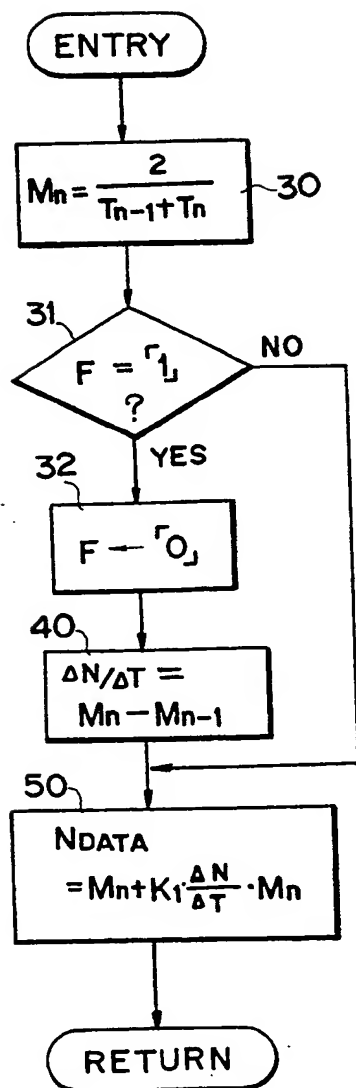 ENTRY
Mn = 2 / Tn-1 + Tn
30
31
F = 「1」
?
NO
YES
32
F ← 「0」
40
ΔN/ΔT =
Mn − Mn-1
50
NDATA
= Mn + K1 · ΔN/ΔT · Mn
RETURN